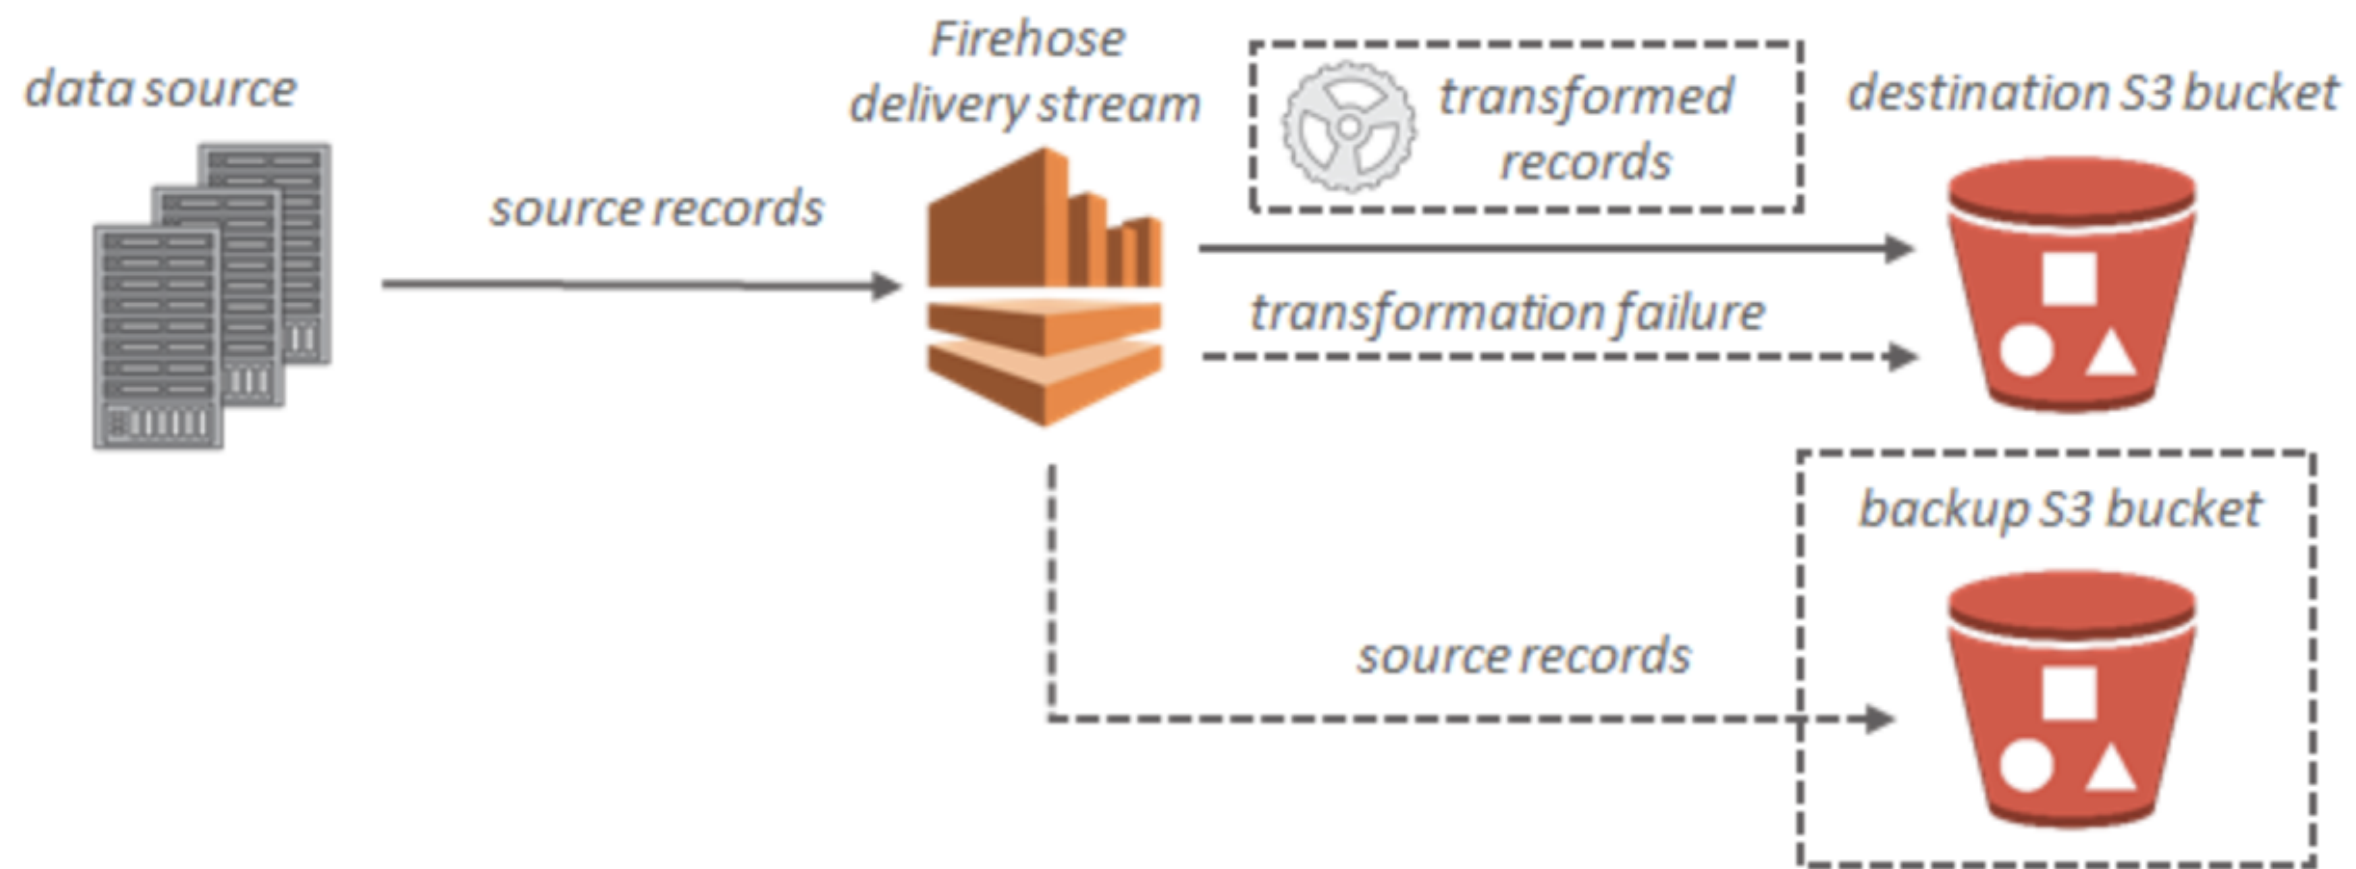 data source
source records
Firehose
delivery stream
transformed
records
destination S3 bucket
transformation failure
backup S3 bucket
source records